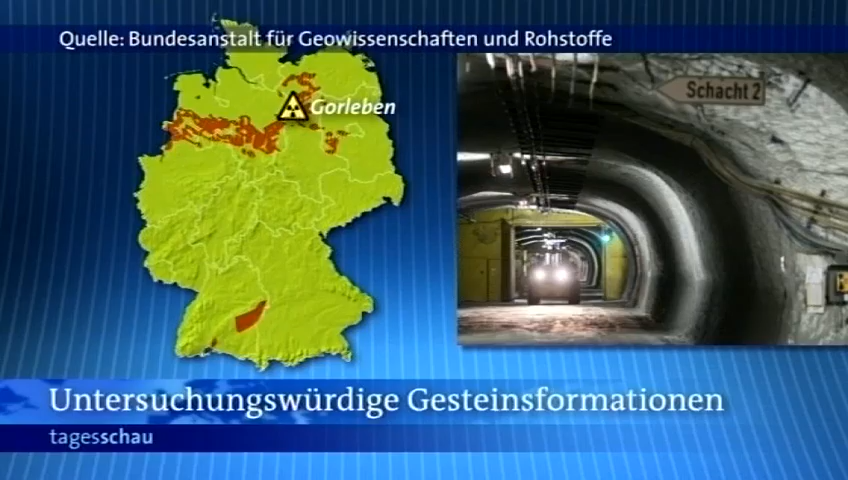 Quelle: Bundesanstalt für Geowissenschaften und Rohstoffe
Gorleben
Schacht 2
Untersuchungswürdige Gesteinsformationen
tagesschau